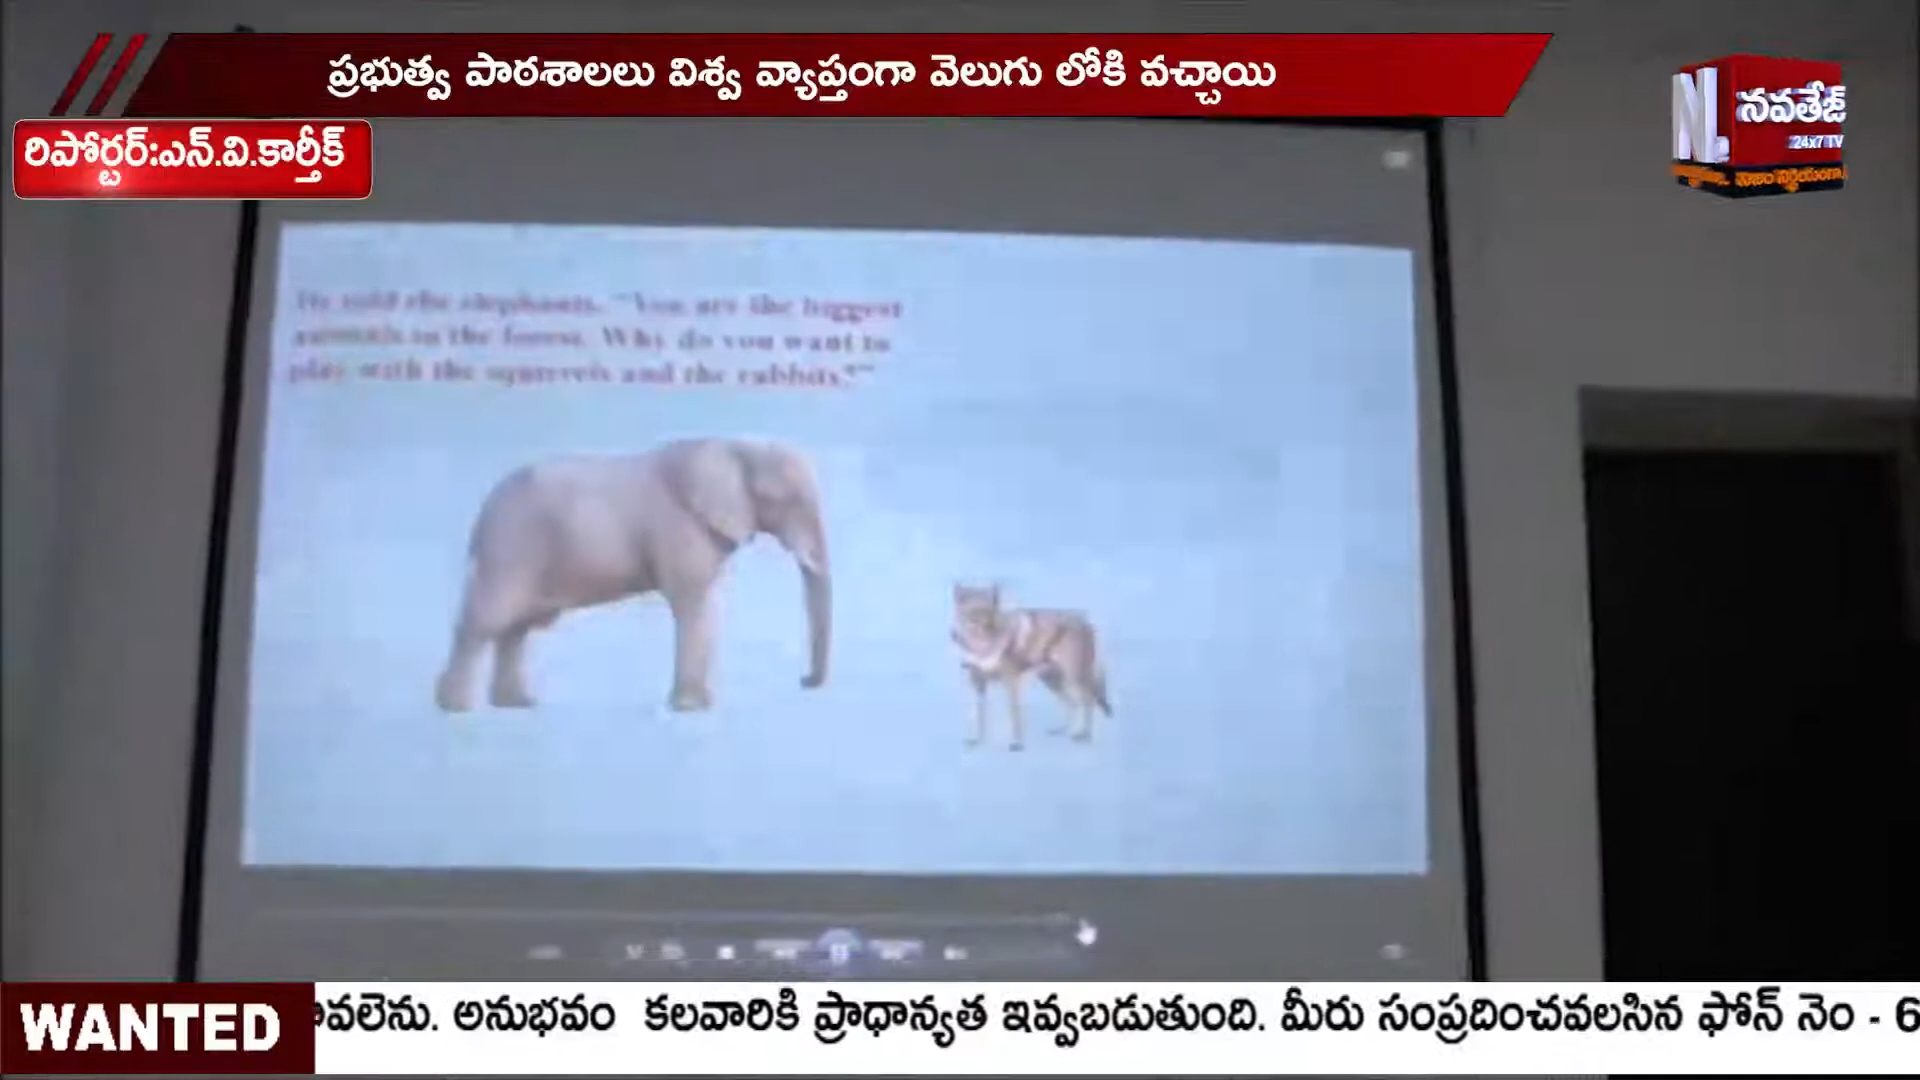 ప్రభుత్వ పాఠశాలలు విశ్వ వ్యాప్తంగా వెలుగు లోకి వచ్చాయి
రిపోర్టర్:ఎన్.వి.కార్తీక్
N
నవతేజ్
24x7 TV
He told the elephants, "You are the biggest
animals in the forest. Why do you want to
play with the squirrels and the rabbits?"
WANTED
వలెను. అనుభవం కలవారికి ప్రాధాన్యత ఇవ్వబడుతుంది. మీరు సంప్రదించవలసిన ఫోన్ నెం - 6